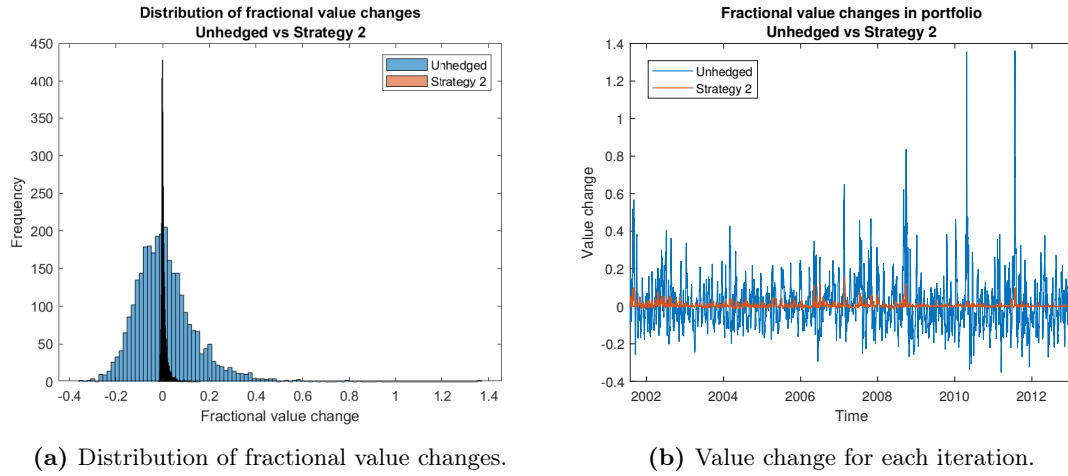 Distribution of fractional value changes
Unhedged vs Strategy 2
450
400
350
300
250
200
150
100
50
0
Frequency
Unhedged
Strategy 2
-0.4
-0.2
0
0.2
0.4
0.6
0.8
1
1.2
1.4
Fractional value change
(a) Distribution of fractional value changes.
Fractional value changes in portfolio
Unhedged vs Strategy 2
1.4
1.2
1
0.8
0.6
0.4
0.2
0
-0.2
-0.4
Value change
Unhedged
Strategy 2
2002
2004
2006
2008
2010
2012
Time
(b) Value change for each iteration.